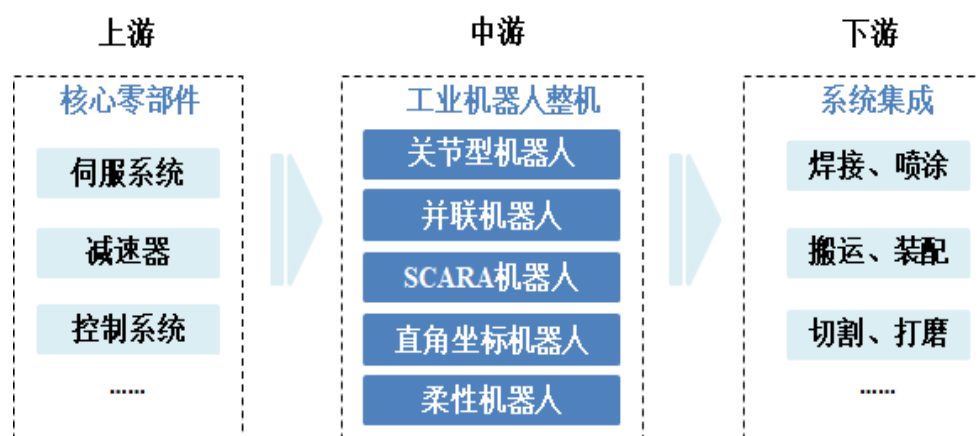 上游
中游
下游
核心零部件
伺服系统
减速器
控制系统
......
工业机器人整机
关节型机器人
并联机器人
SCARA机器人
直角坐标机器人
柔性机器人
系统集成
焊接、喷涂
搬运、装配
切割、打磨
......